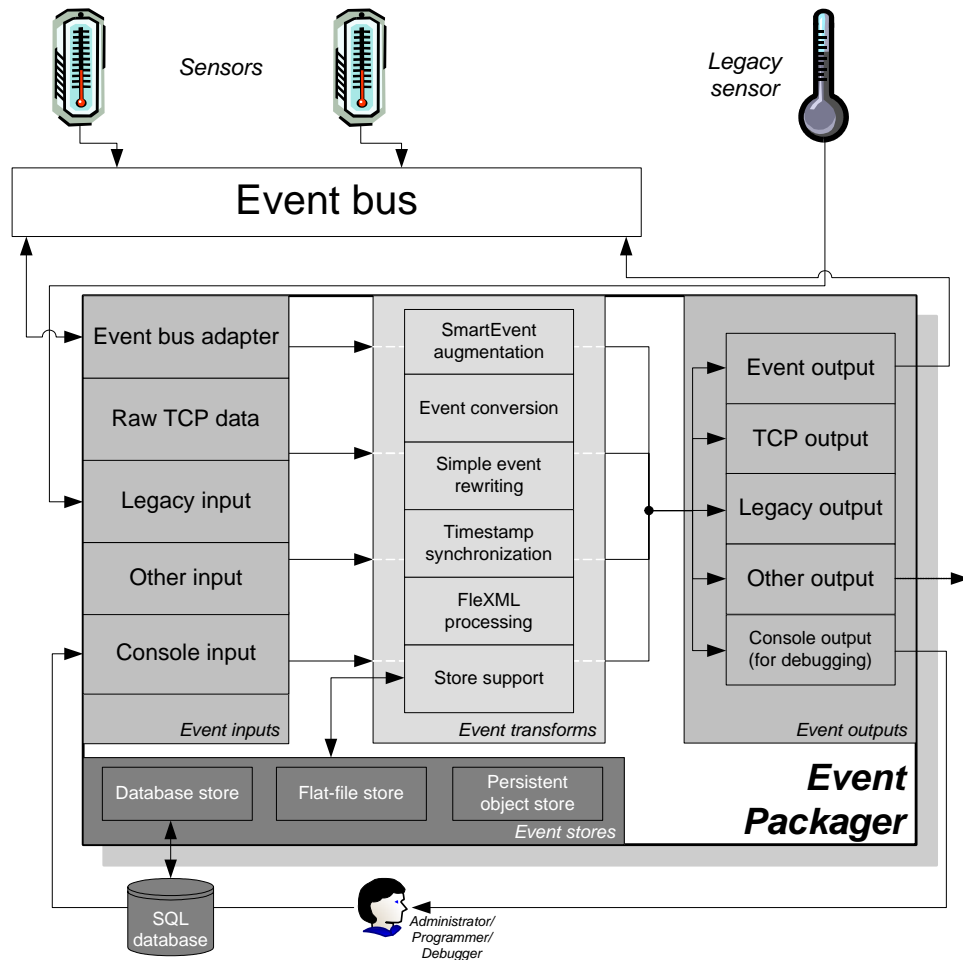 Sensors
Legacy
sensor
Event bus
Event bus adapter
Raw TCP data
Legacy input
Other input
Console input
Event inputs
SmartEvent
augmentation
Event conversion
Simple event
rewriting
Timestamp
synchronization
FleXML
processing
Store support
Event transforms
Event output
TCP output
Legacy output
Other output
Console output
(for debugging)
Event outputs
Database store
Flat-file store
Persistent
object store
Event stores
Event
Packager
SQL
database
Administrator/
Programmer/
Debugger